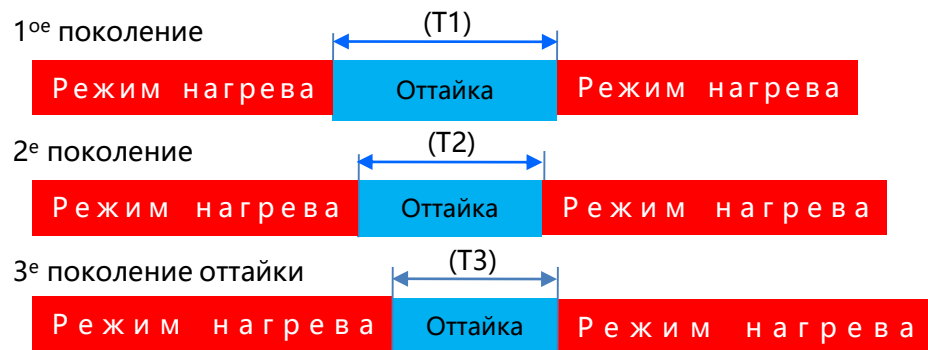 1ое поколение
(T1)
Режим нагрева Оттайка Режим нагрева
2е поколение
(T2)
Режим нагрева Оттайка Режим нагрева
3е поколение оттайки
(T3)
Режим нагрева Оттайка Режим нагрева